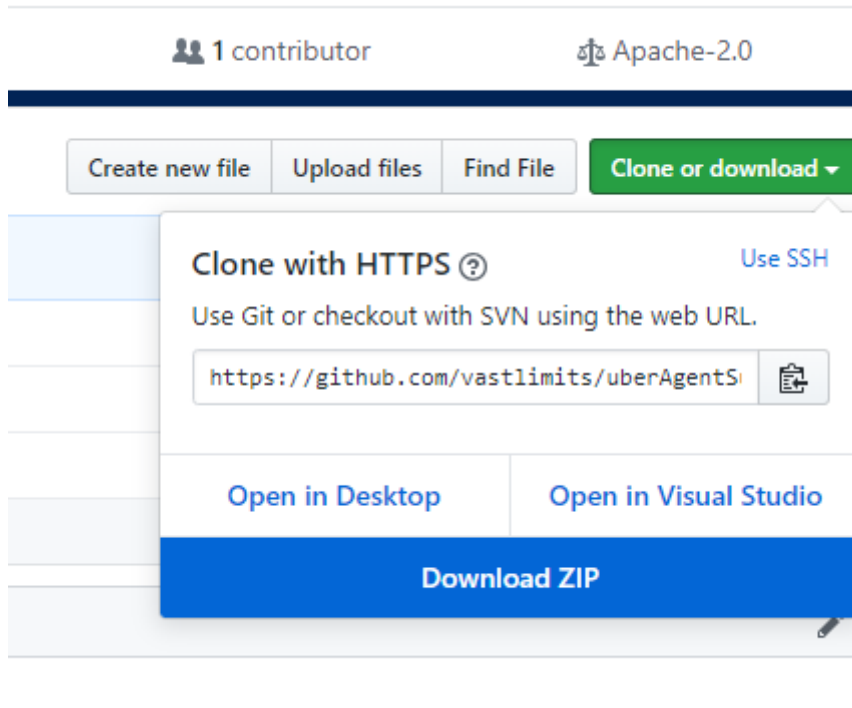 1 contributor
Apache-2.0
Create new file
Upload files
Find File
Clone or download
Clone with HTTPS
Use SSH
Use Git or checkout with SVN using the web URL.
https://github.com/vastlimits/uberAgentS
Open in Desktop
Open in Visual Studio
Download ZIP